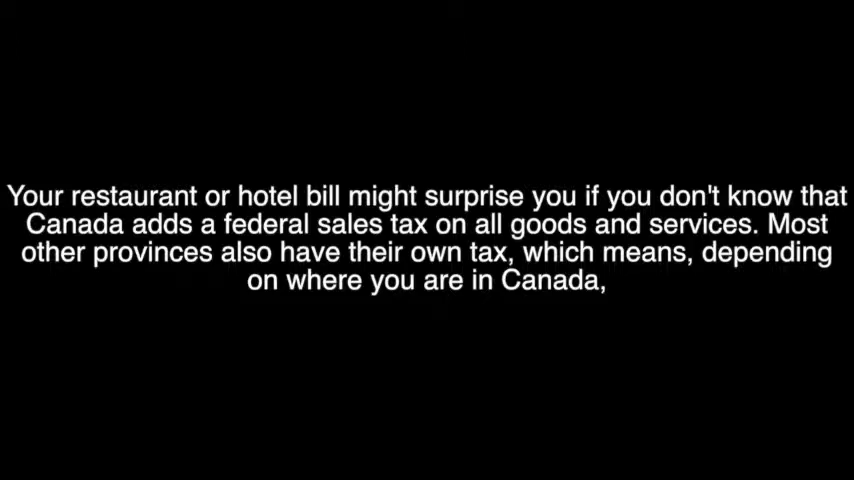 Your restaurant or hotel bill might surprise you if you don't know that
Canada adds a federal sales tax on all goods and services. Most
other provinces also have their own tax, which means, depending
on where you are in Canada,